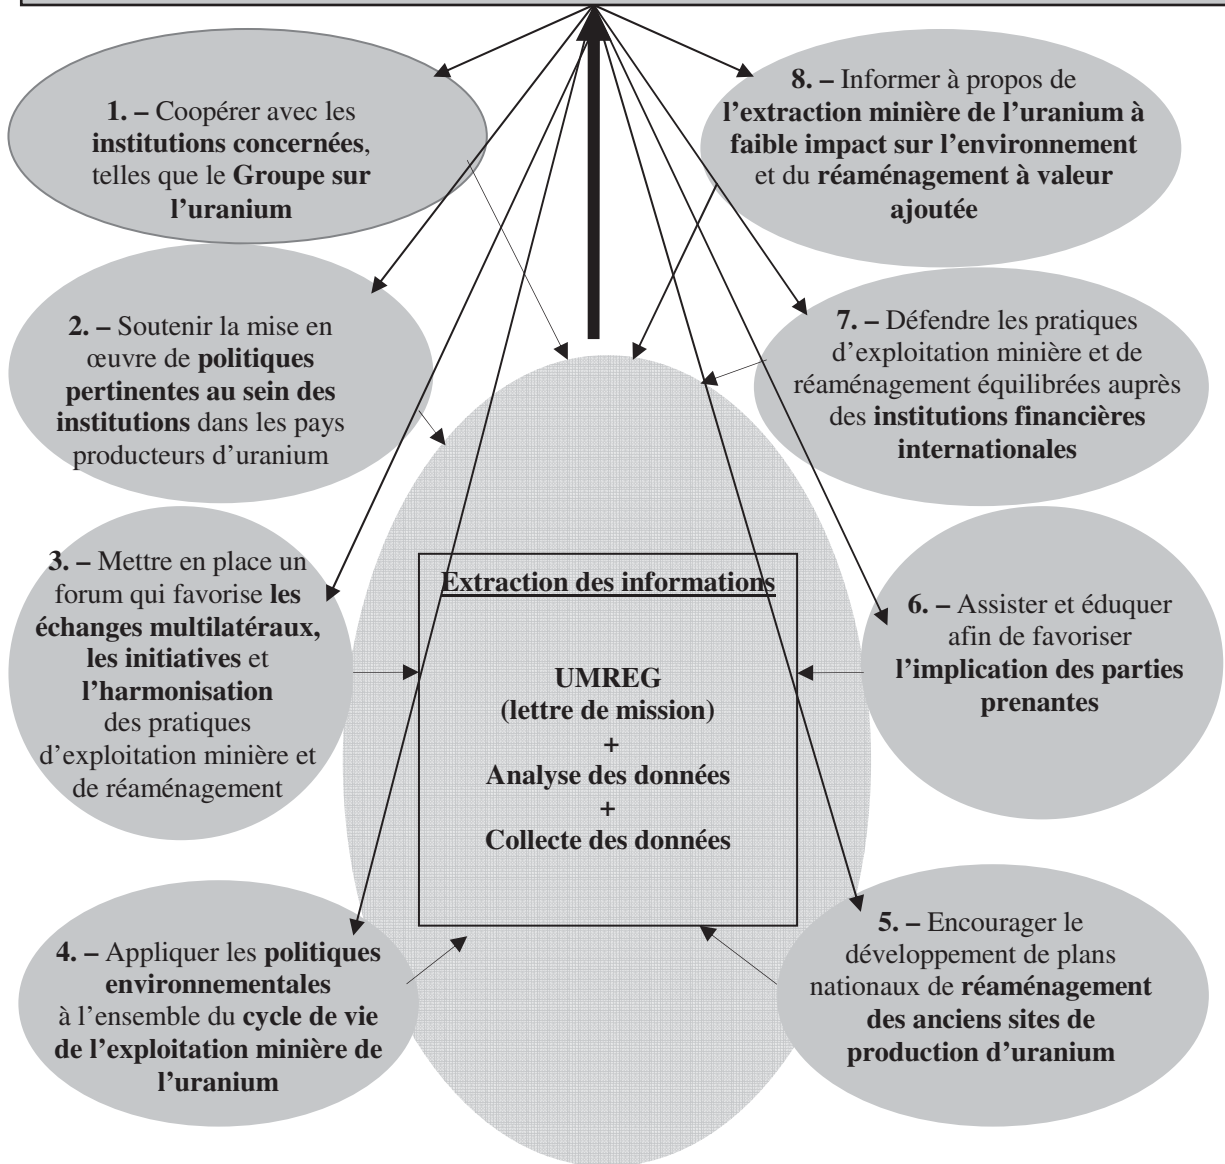 1. – Coopérer avec les
institutions concernées,
telles que le Groupe sur
l’uranium
2. – Soutenir la mise en
œuvre de politiques
pertinentes au sein des
institutions dans les pays
producteurs d’uranium
3. – Mettre en place un
forum qui favorise les
échanges multilatéraux,
les initiatives et
l’harmonisation
des pratiques
d’exploitation minière et
de réaménagement
4. – Appliquer les politiques
environnementales
à l’ensemble du cycle de vie
de l’exploitation minière de
l’uranium
Extraction des informations
UMREG
(lettre de mission)
+
Analyse des données
+
Collecte des données
8. – Informer à propos de
l’extraction minière de l’uranium à
faible impact sur l’environnement
et du réaménagement à valeur
ajoutée
7. – Défendre les pratiques
d’exploitation minière et de
réaménagement équilibrées auprès
des institutions financières
internationales
6. – Assister et éduquer
afin de favoriser
l’implication des parties
prenantes
5. – Encourager le
développement de plans
nationaux de réaménagement
des anciens sites de
production d’uranium